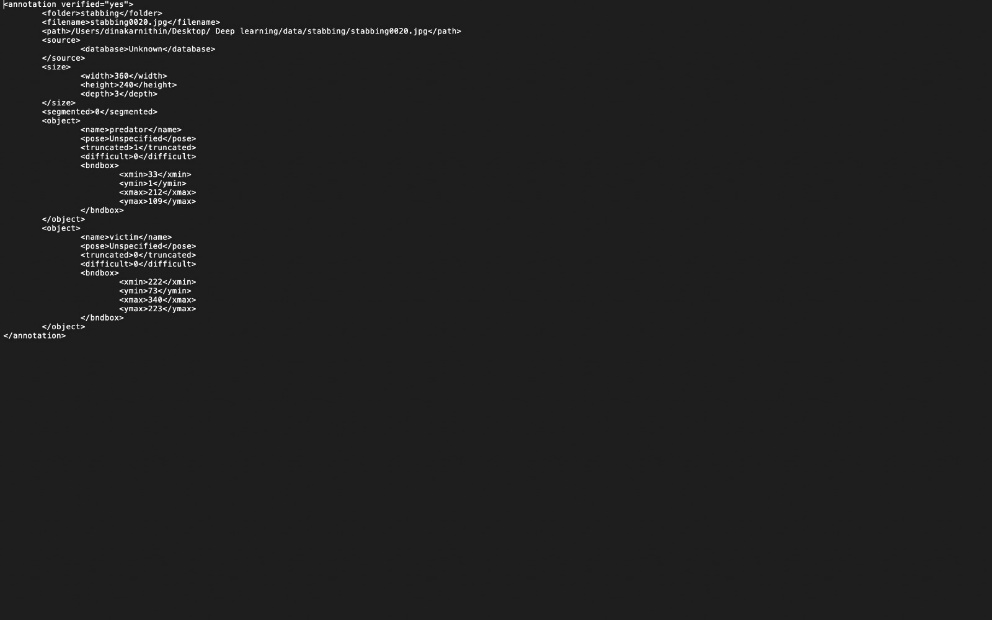 <annotation verified="yes">
<folder>stabbing</folder>
<filename>stabbing0020.jpg</filename>
<path>/Users/dinakarnithin/Desktop/ Deep learning/data/stabbing/stabbing0020.jpg</path>
<source>
<database>Unknown</database>
</source>
<size>
<width>360</width>
<height>240</height>
<depth>3</depth>
</size>
<segmented>0</segmented>
<object>
<name>predator</name>
<pose>Unspecified</pose>
<truncated>1</truncated>
<difficult>0</difficult>
<bndbox>
<xmin>33</xmin>
<ymin>1</ymin>
<xmax>212</xmax>
<ymax>109</ymax>
</bndbox>
</object>
<object>
<name>victim</name>
<pose>Unspecified</pose>
<truncated>0</truncated>
<difficult>0</difficult>
<bndbox>
<xmin>222</xmin>
<ymin>73</ymin>
<xmax>340</xmax>
<ymax>223</ymax>
</bndbox>
</object>
</annotation>